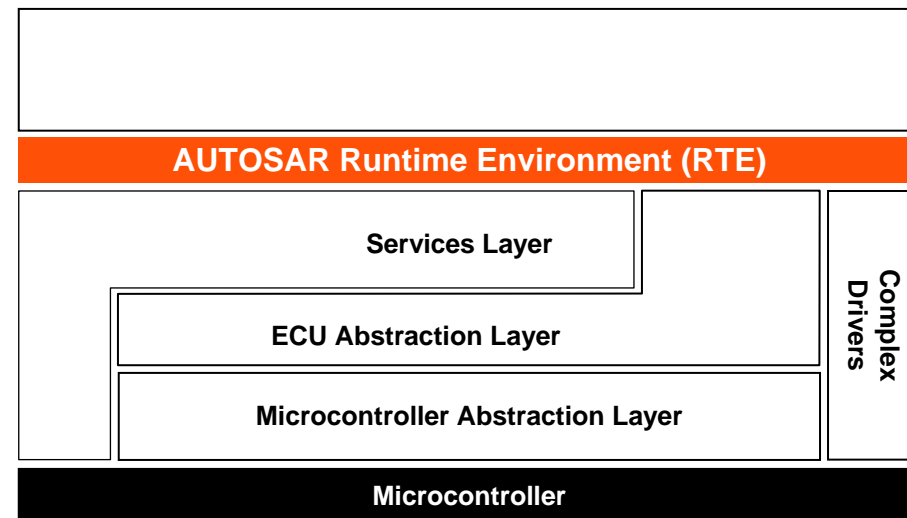 AUTOSAR Runtime Environment (RTE)
Services Layer
ECU Abstraction Layer
Microcontroller Abstraction Layer
Complex
Drivers
Microcontroller